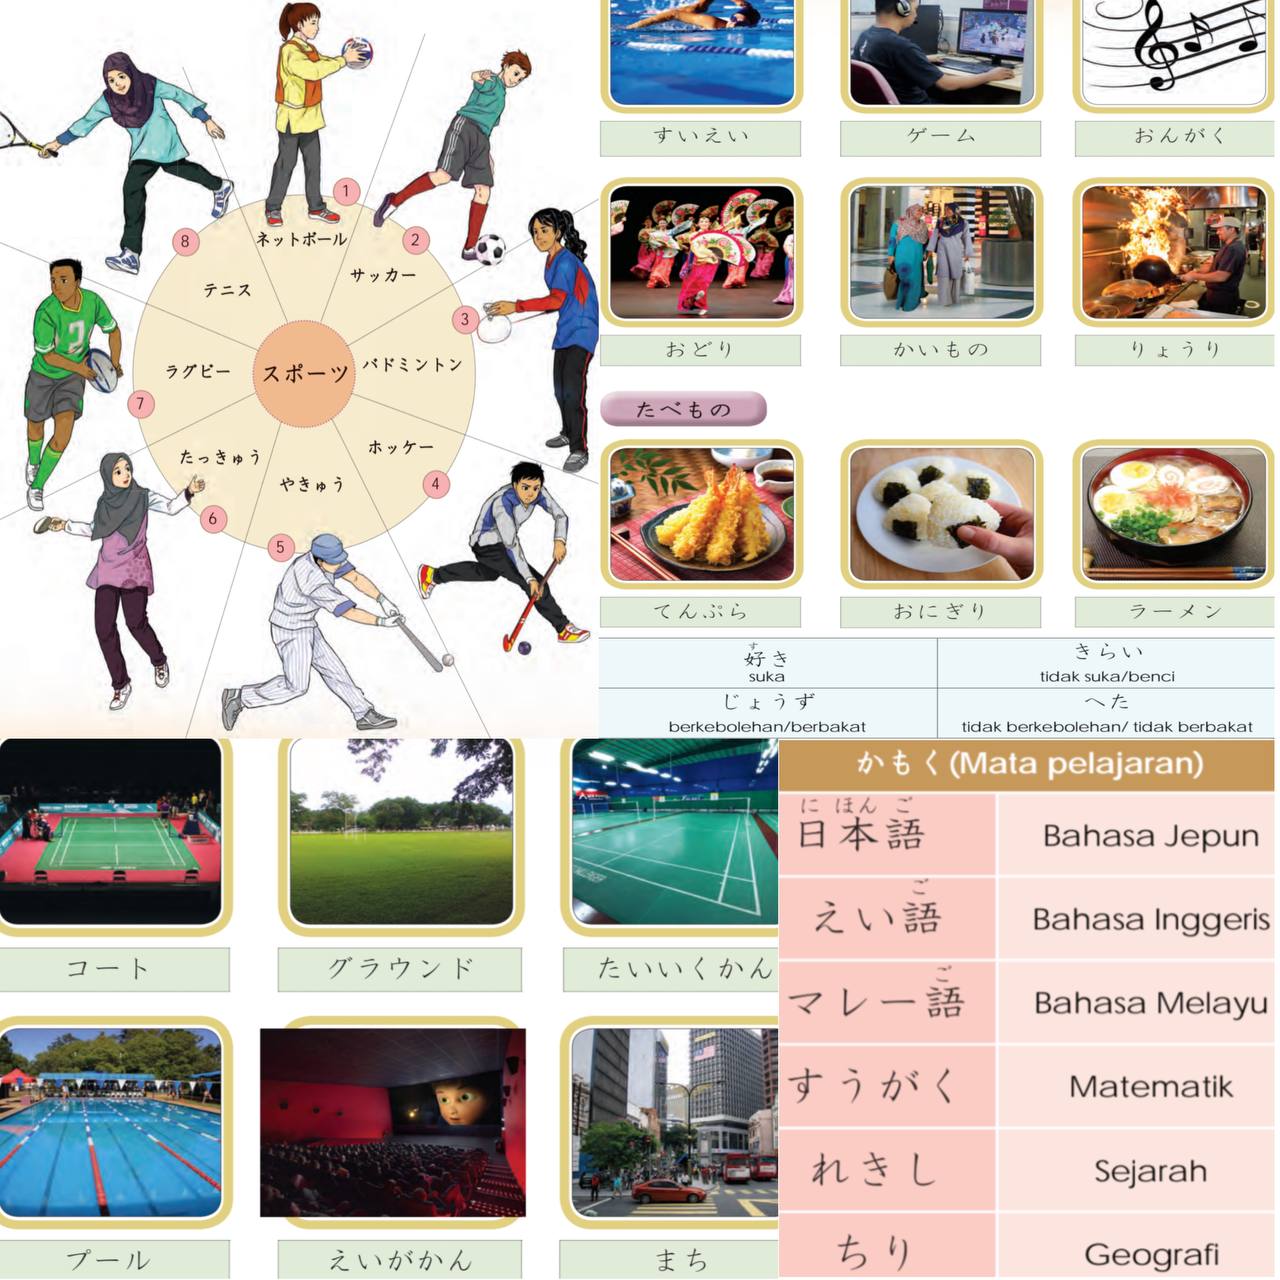 1
ネットボール
2
サッカー
3
バドミントン
4
ホッケー
5
やきゅう
6
たっきゅう
7
ラグビー
8
テニス
スポーツ
2
すいえい
ゲーム
おんがく
おどり
かいもの
りょうり
たべもの
てんぷら
おにぎり
ラーメン
す
好き
suka
きらい
tidak suka/benci
じょうず
berkebolehan/berbakat
へた
tidak berkebolehan/ tidak berbakat
コート
グラウンド
たいいくかん
プール
えいがかん
まち
かもく(Mata pelajaran)
に ほん ご
日本語
Bahasa Jepun
ご
えい語
Bahasa Inggeris
ご
マレー語
Bahasa Melayu
すうがく
Matematik
れきし
Sejarah
ちり
Geografi